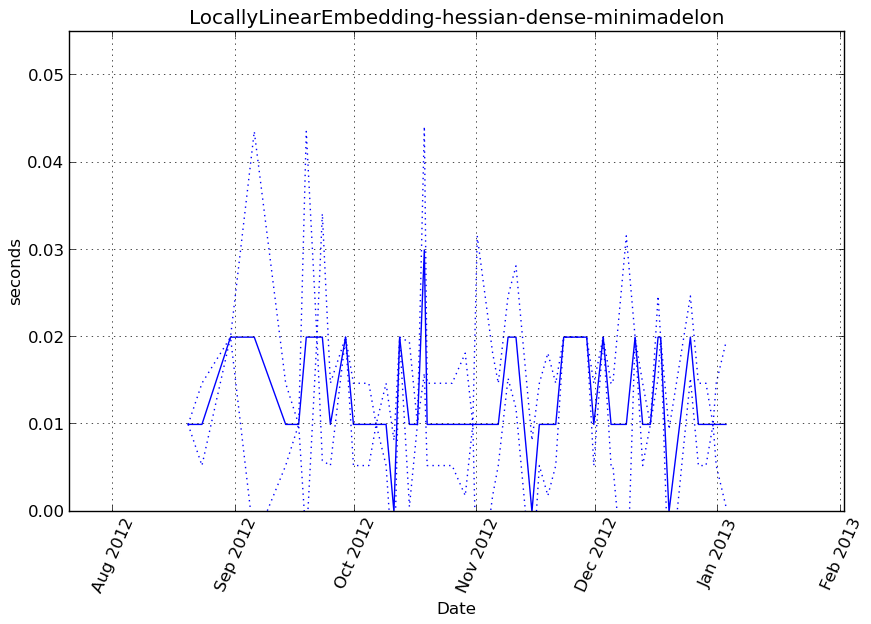 LocallyLinearEmbedding-hessian-dense-minimadelon
0.05
0.04
0.03
0.02
0.01
0.00
seconds
Aug 2012
Sep 2012
Oct 2012
Nov 2012
Dec 2012
Jan 2013
Feb 2013
Date